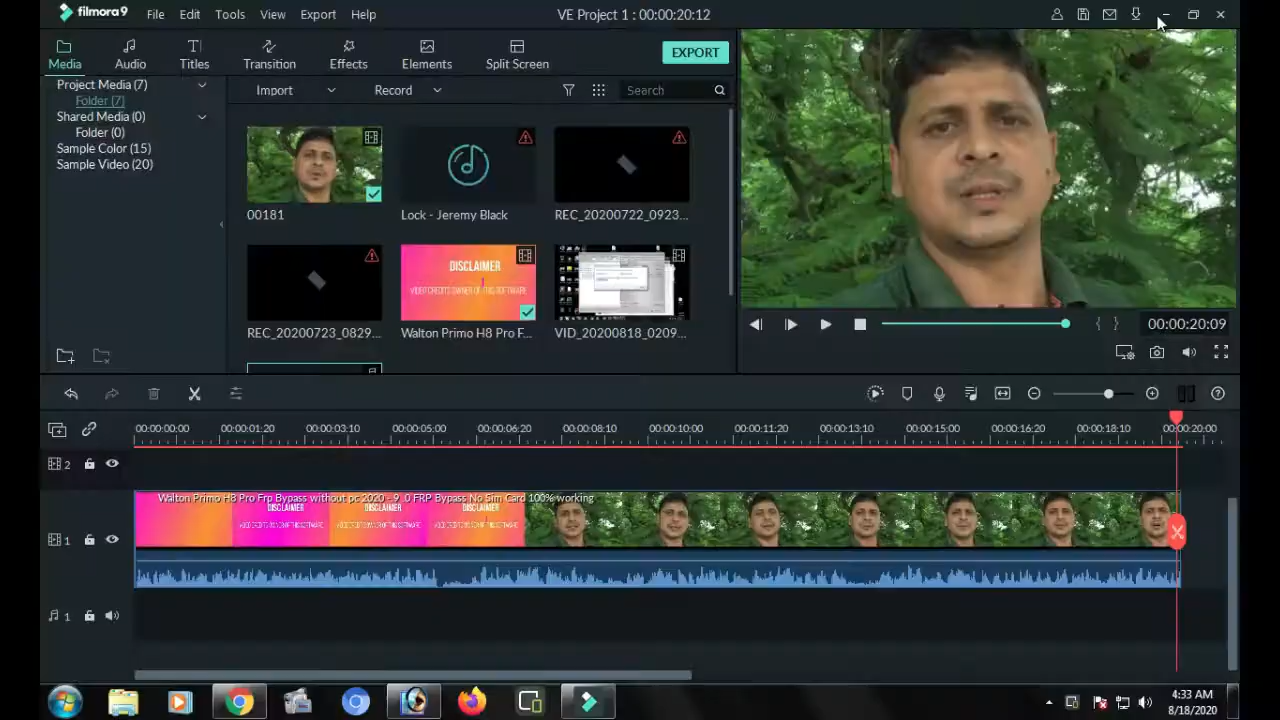 filmora9 File Edit Tools View Export Help VE Project 1 : 00:00:20:12
Media Audio Titles Transition Effects Elements Split Screen EXPORT
Project Media (7)
Folder (7)
Shared Media (0)
Folder (0)
Sample Color (15)
Sample Video (20)
Import Record Search
00181 Lock - Jeremy Black REC_20200722_0923...
DISCLAIMER
REC_20200723_0829... Walton Primo H8 Pro F... VID_20200818_0209...
00:00:20:09
00:00:00:00 00:00:01:20 00:00:03:10 00:00:05:00 00:00:06:20 00:00:08:10 00:00:10:00 00:00:11:20 00:00:13:10 00:00:15:00 00:00:16:20 00:00:18:10 00:00:20:00
2
Walton Primo H8 Pro Frp Bypass without pc 2020 - 9_0 FRP Bypass No Sim Card 100% working
DISCLAIMER DISCLAIMER DISCLAIMER
1
1
4:33 AM
8/18/2020